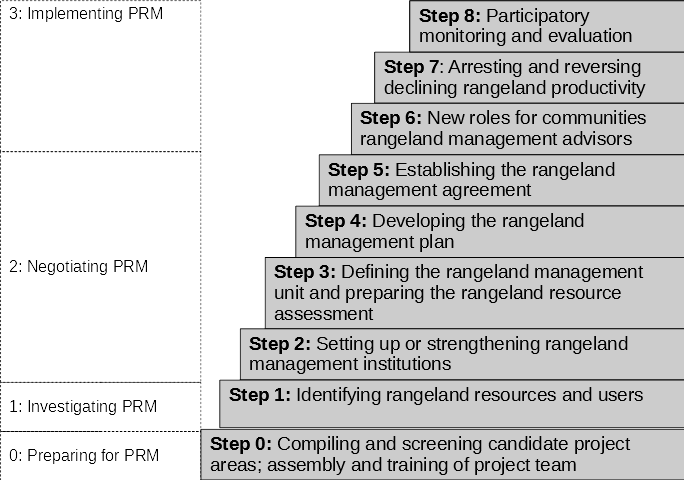 3: Implementing PRM
Step 8: Participatory
monitoring and evaluation
Step 7: Arresting and reversing
declining rangeland productivity
Step 6: New roles for communities
rangeland management advisors
2: Negotiating PRM
Step 5: Establishing the rangeland
management agreement
Step 4: Developing the rangeland
management plan
Step 3: Defining the rangeland management
unit and preparing the rangeland resource
assessment
Step 2: Setting up or strengthening rangeland
management institutions
1: Investigating PRM
Step 1: Identifying rangeland resources and users
0: Preparing for PRM
Step 0: Compiling and screening candidate project
areas; assembly and training of project team